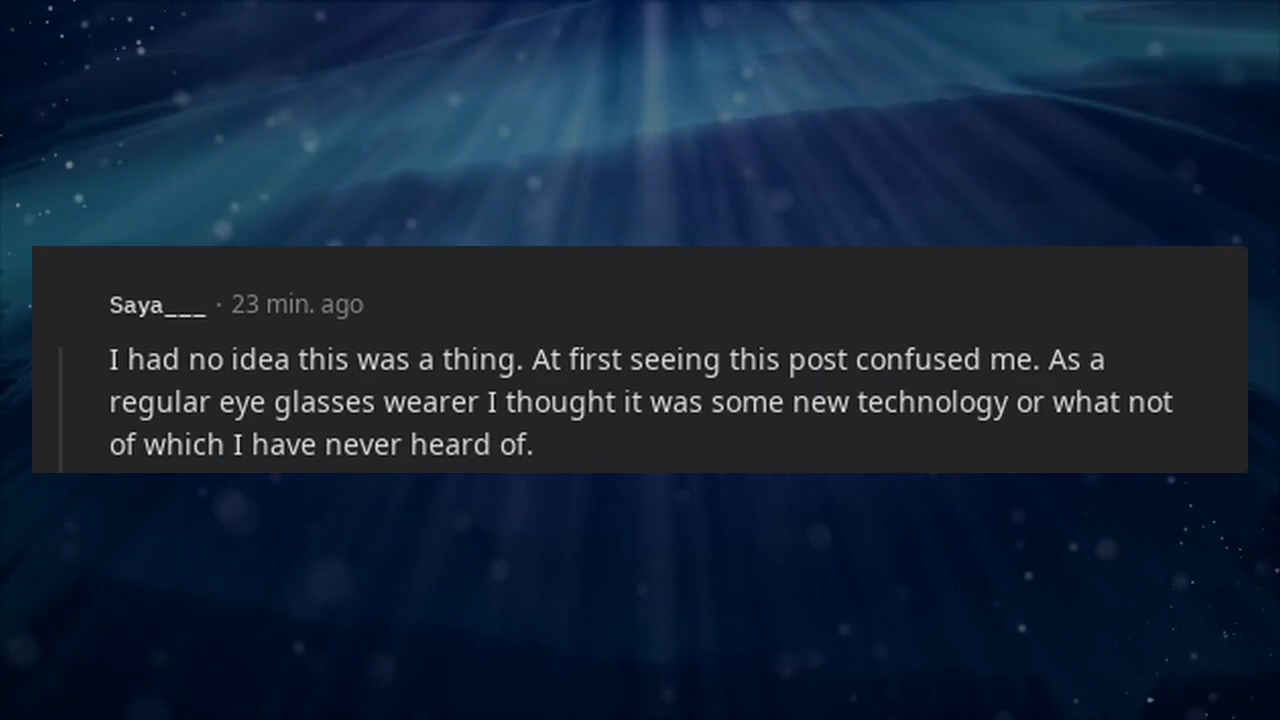 Saya___ · 23 min. ago
I had no idea this was a thing. At first seeing this post confused me. As a
regular eye glasses wearer I thought it was some new technology or what not
of which I have never heard of.